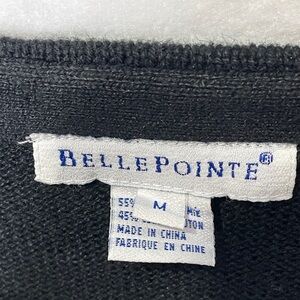 BELLEPOINTE®
M
55%
45%
MADE IN CHINA
FABRIQUE EN CHINE